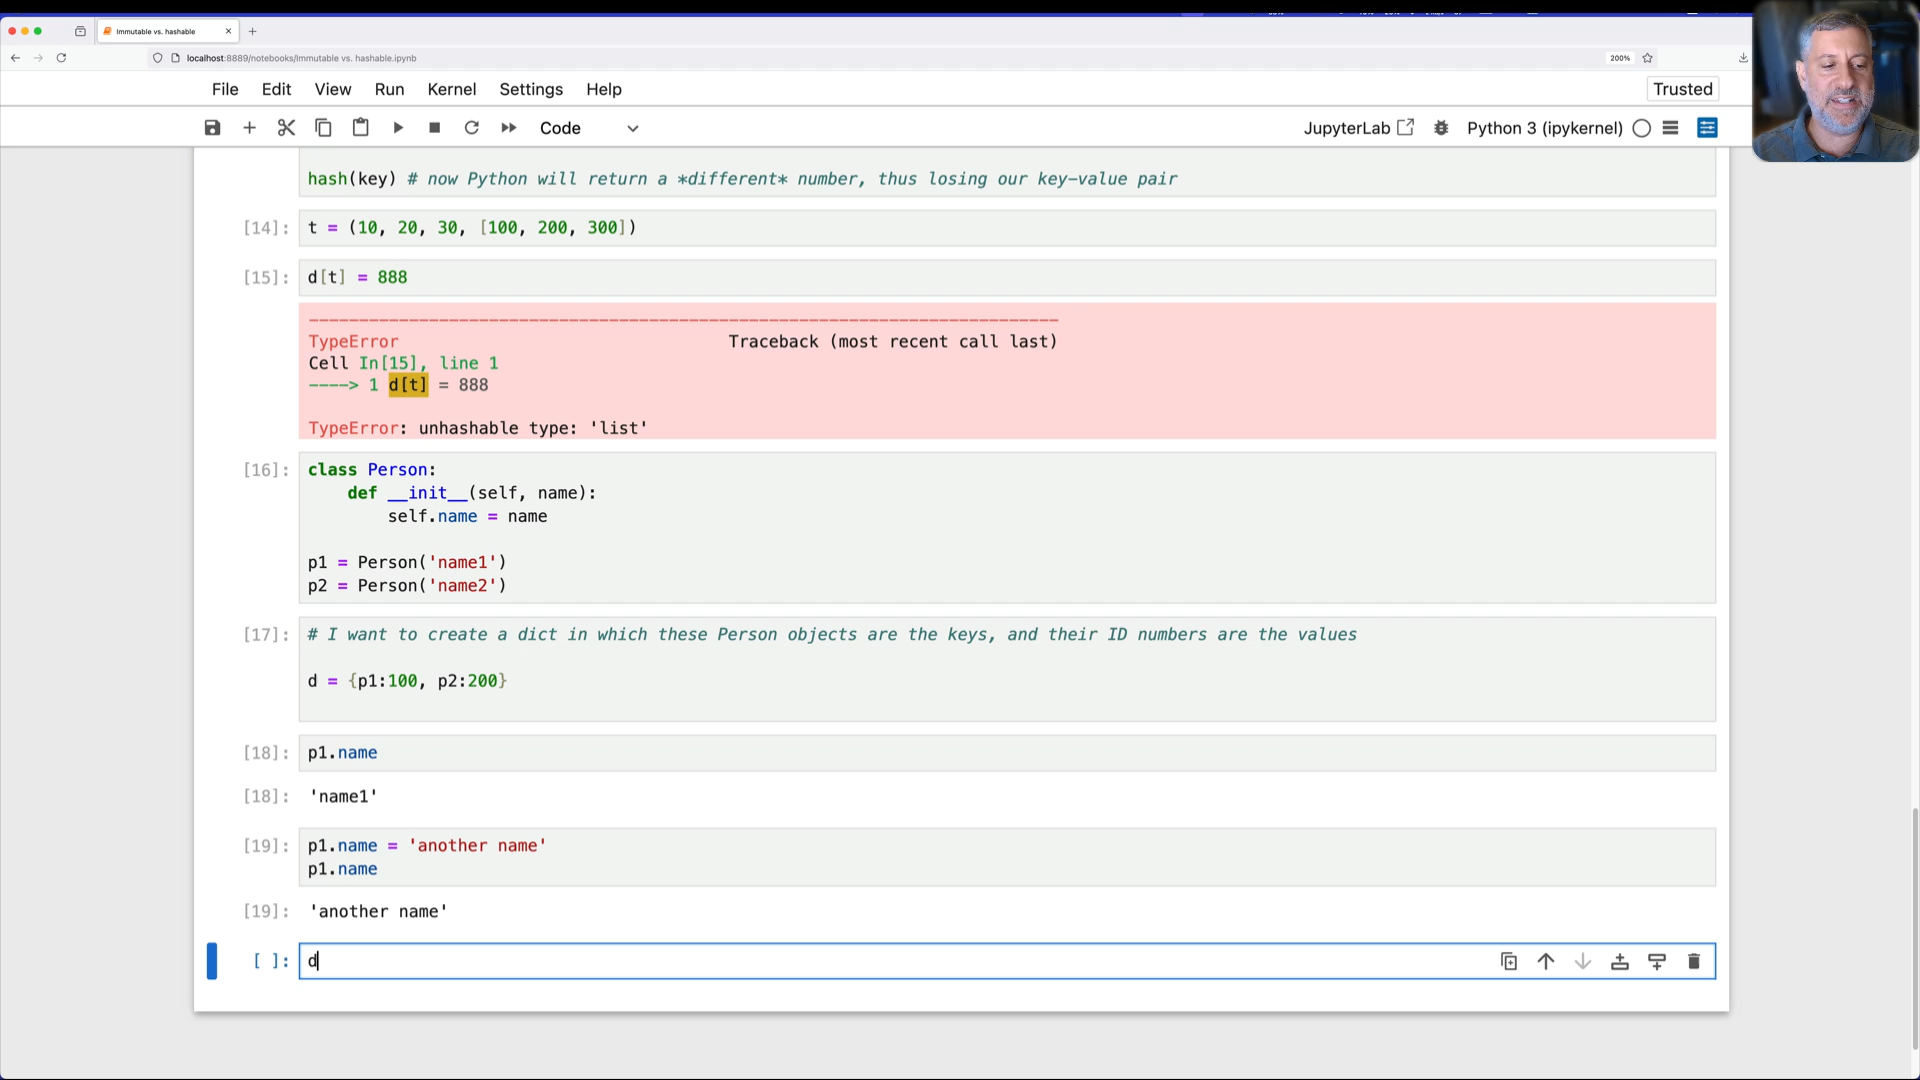 Immutable vs. hashable
localhost:8889/notebooks/Immutable vs. hashable.ipynb
200%
File Edit View Run Kernel Settings Help
Trusted
Code
JupyterLab
Python 3 (ipykernel)
hash(key) # now Python will return a *different* number, thus losing our key-value pair
[14]: t = (10, 20, 30, [100, 200, 300])
[15]: d[t] = 888
---------------------------------------------------------------------------
TypeError Traceback (most recent call last)
Cell In[15], line 1
----> 1 d[t] = 888
TypeError: unhashable type: 'list'
[16]: class Person:
def __init__(self, name):
self.name = name
p1 = Person('name1')
p2 = Person('name2')
[17]: # I want to create a dict in which these Person objects are the keys, and their ID numbers are the values
d = {p1:100, p2:200}
[18]: p1.name
[18]: 'name1'
[19]: p1.name = 'another name'
p1.name
[19]: 'another name'
[ ]: d